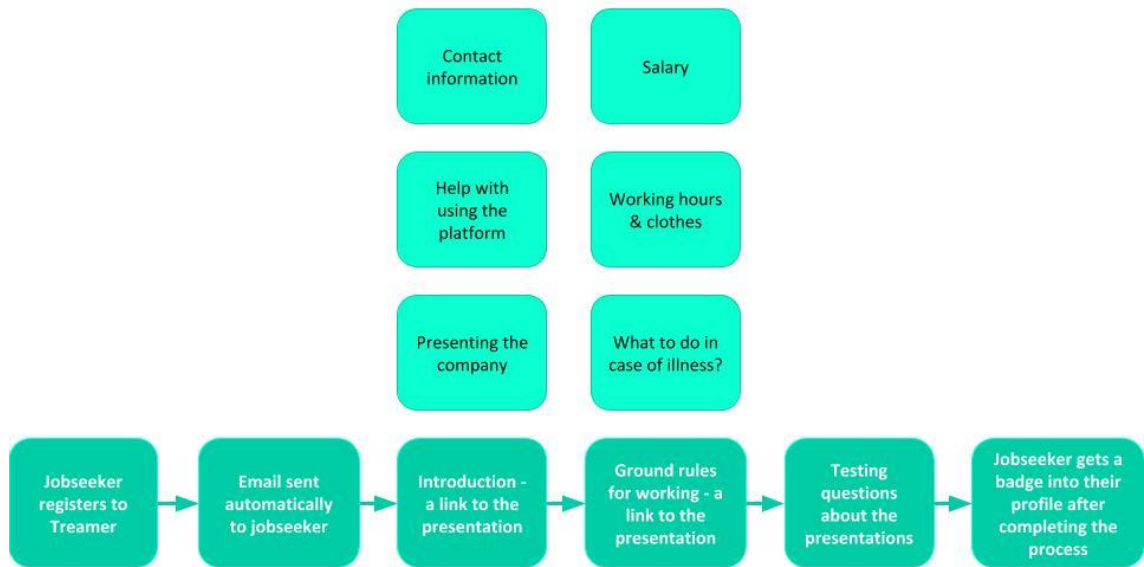 Contact
information
Salary
Help with
using the
platform
Working hours
& clothes
Presenting the
company
What to do in
case of illness?
Jobseeker
registers to
Treamer
Email sent
automatically
to jobseeker
Introduction -
a link to the
presentation
Ground rules
for working - a
link to the
presentation
Testing
questions
about the
presentations
Jobseeker gets a
badge into their
profile after
completing the
process